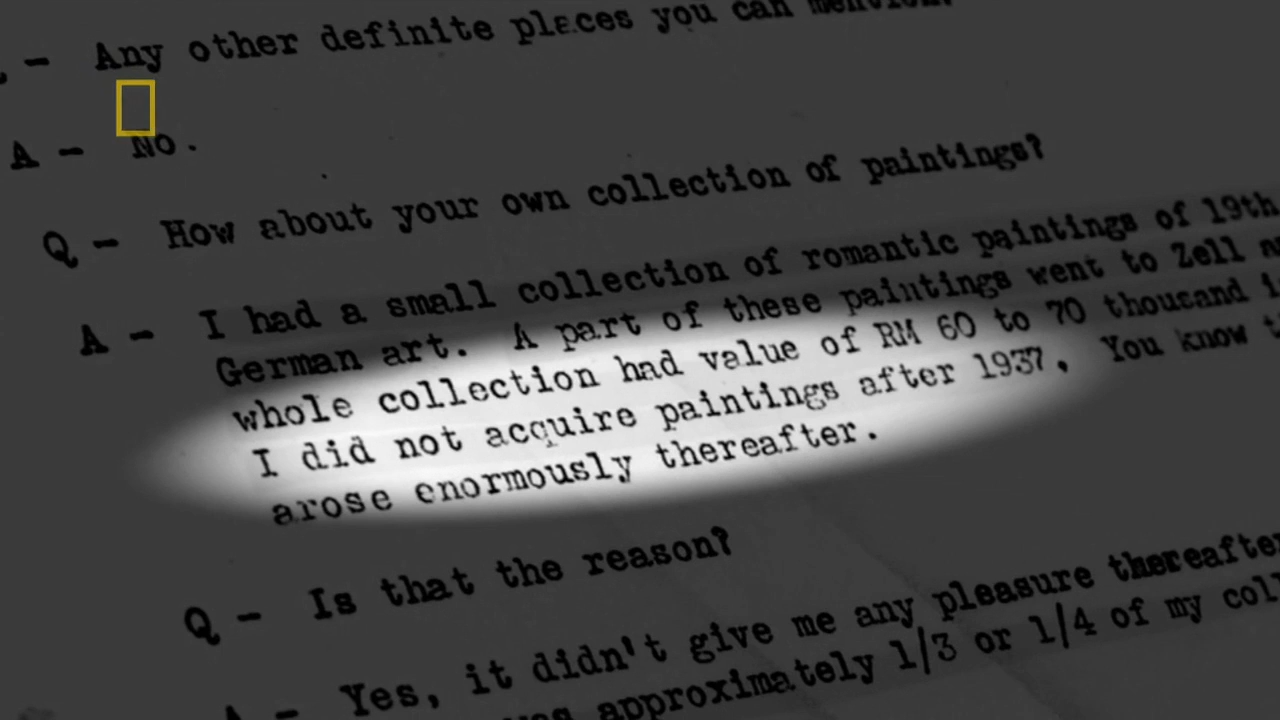 - Any other definite places you can mention.
A - No.
Q - How about your own collection of paintings?
A - I had a small collection of romantic paintings of 19th
German art. A part of these paintings went to Zell
whole collection had value of RM 60 to 70 thousand
I did not acquire paintings after 1937. You know
arose enormously thereafter.
Q - Is that the reason?
A - Yes, it didn't give me any pleasure thereafter
was approximately 1/3 or 1/4 of my